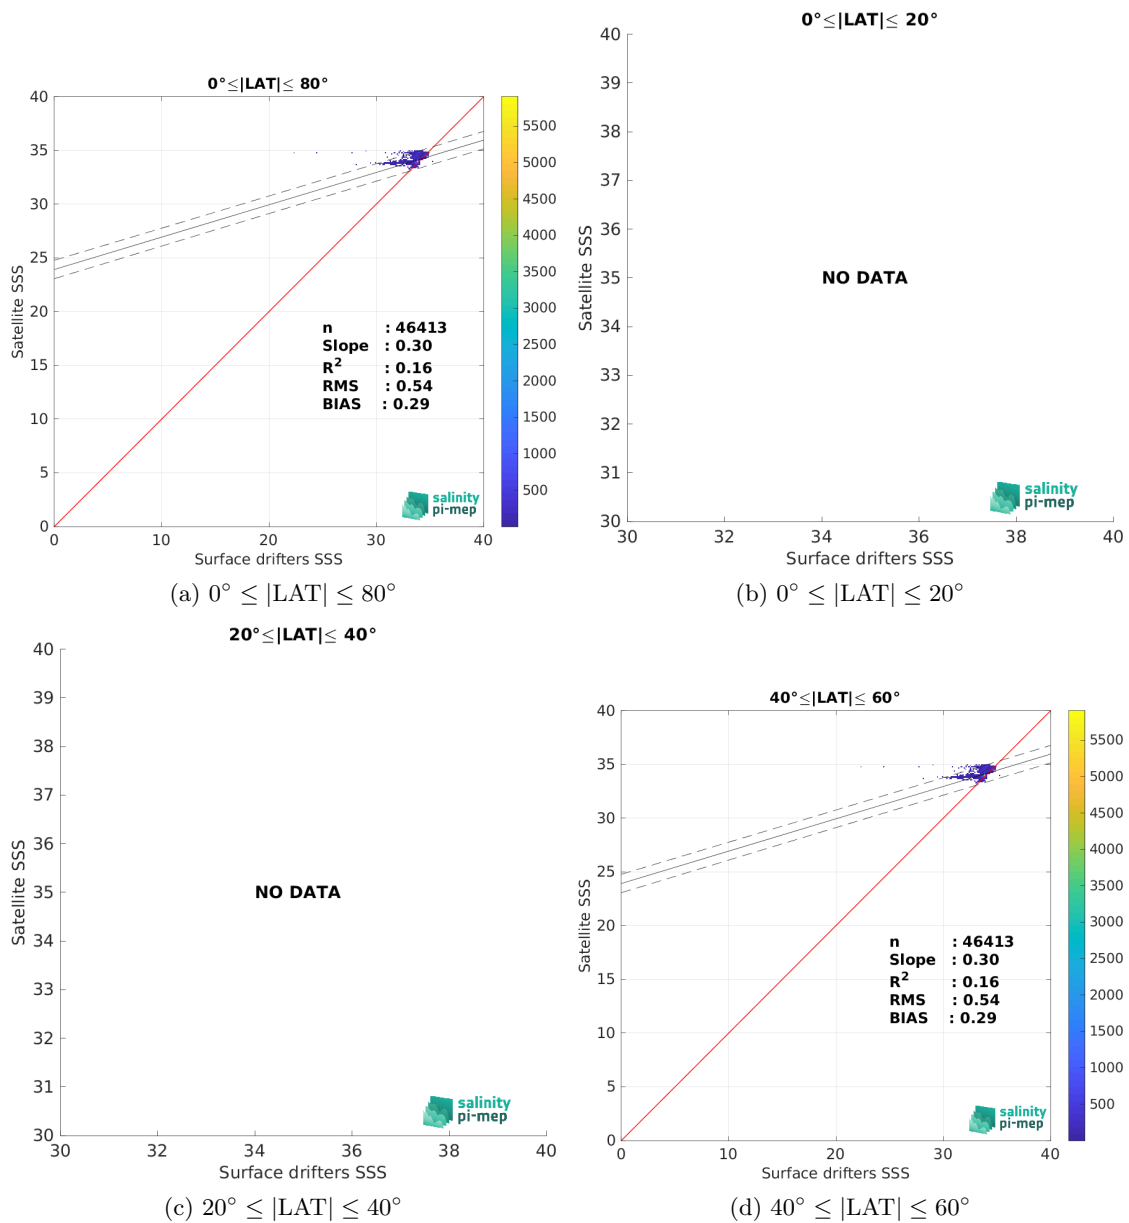 0°≤|LAT|≤ 80°
40
35
30
25
20
15
10
5
0
Satellite SSS
0
10
20
30
40
Surface drifters SSS
n : 46413
Slope : 0.30
R² : 0.16
RMS : 0.54
BIAS : 0.29
salinity
pi-mep
5500
5000
4500
4000
3500
3000
2500
2000
1500
1000
500
(a) 0° ≤ |LAT| ≤ 80°
0°≤|LAT|≤ 20°
40
39
38
37
36
35
34
33
32
31
30
Satellite SSS
NO DATA
salinity
pi-mep
30
32
34
36
38
40
Surface drifters SSS
(b) 0° ≤ |LAT| ≤ 20°
20°≤|LAT|≤ 40°
40
39
38
37
36
35
34
33
32
31
30
Satellite SSS
NO DATA
salinity
pi-mep
30
32
34
36
38
40
Surface drifters SSS
(c) 20° ≤ |LAT| ≤ 40°
40°≤|LAT|≤ 60°
40
35
30
25
20
15
10
5
0
Satellite SSS
n : 46413
Slope : 0.30
R² : 0.16
RMS : 0.54
BIAS : 0.29
salinity
pi-mep
0
10
20
30
40
Surface drifters SSS
5500
5000
4500
4000
3500
3000
2500
2000
1500
1000
500
(d) 40° ≤ |LAT| ≤ 60°